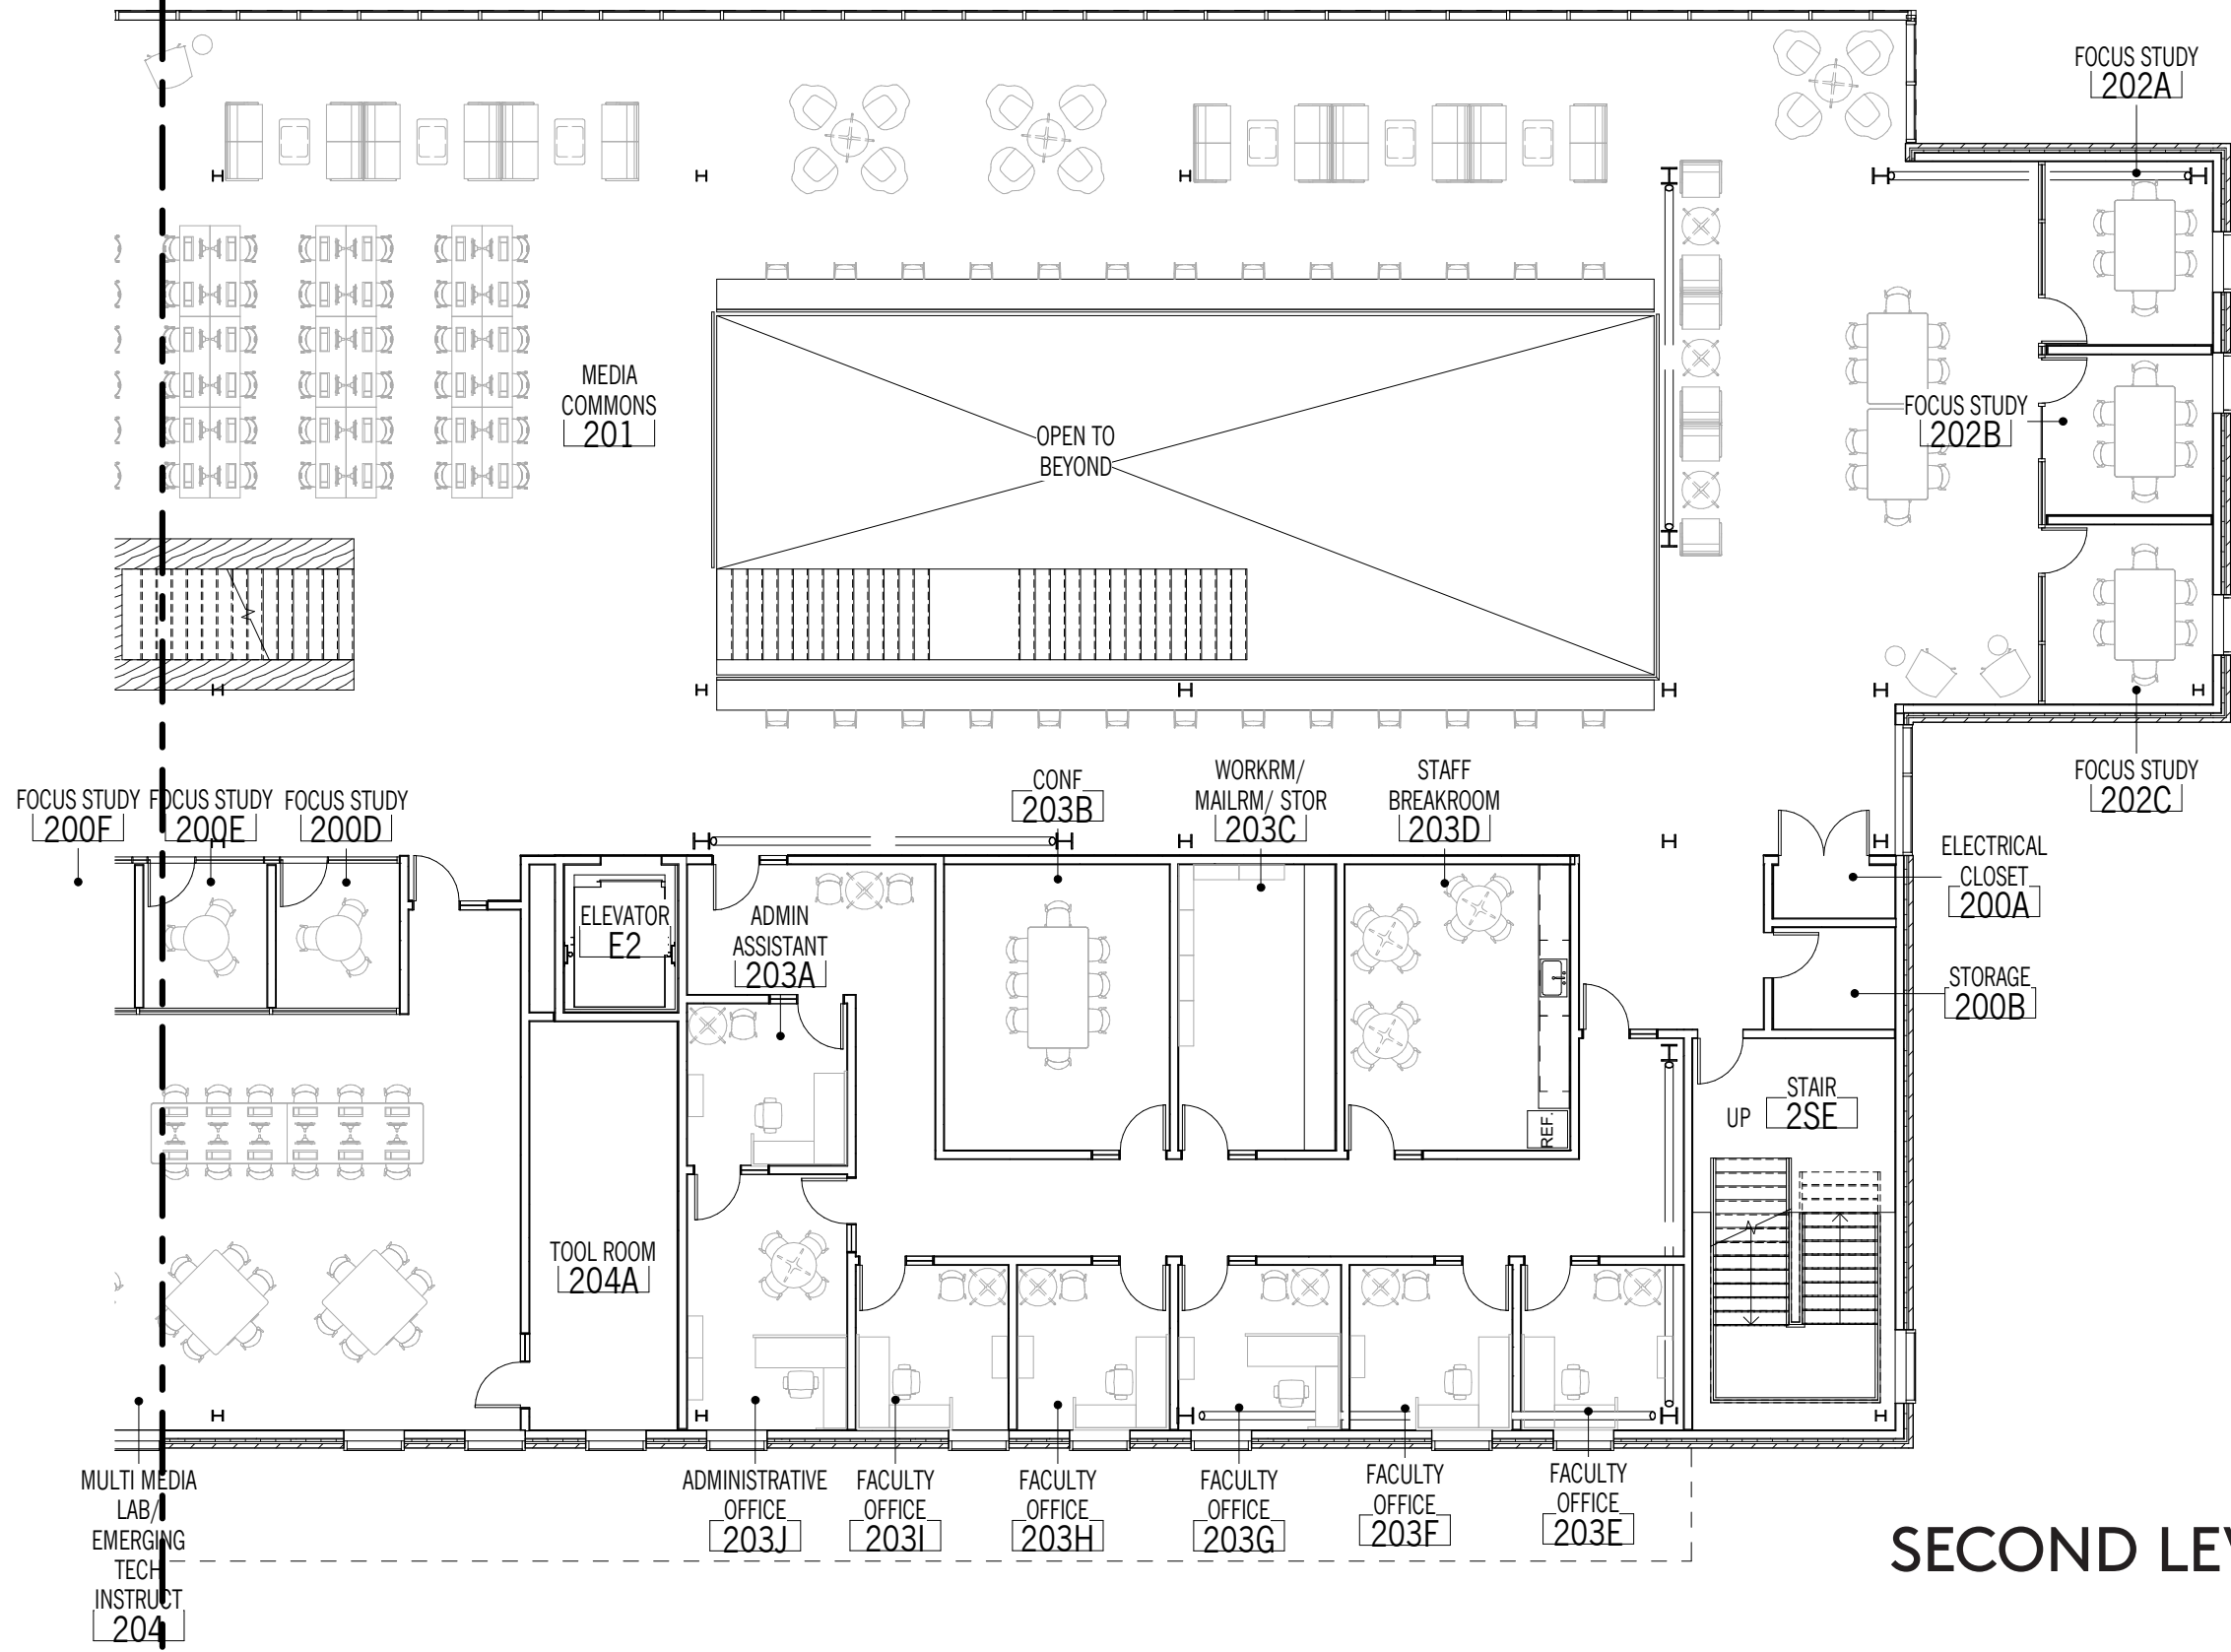 FOCUS STUDY
202A
MEDIA
COMMONS
201
OPEN TO
BEYOND
FOCUS STUDY
202B
FOCUS STUDY
202C
FOCUS STUDY
200F
FOCUS STUDY
200E
FOCUS STUDY
200D
CONF
203B
WORKRM/
MAILRM/ STOR
203C
STAFF
BREAKROOM
203D
ELECTRICAL
CLOSET
200A
ELEVATOR
E2
ADMIN
ASSISTANT
203A
STORAGE
200B
REF.
UP
STAIR
2SE
TOOL ROOM
204A
MULTI MEDIA
LAB/
EMERGING
TECH
INSTRUCT
204
ADMINISTRATIVE
OFFICE
203J
FACULTY
OFFICE
203I
FACULTY
OFFICE
203H
FACULTY
OFFICE
203G
FACULTY
OFFICE
203F
FACULTY
OFFICE
203E
SECOND LEV